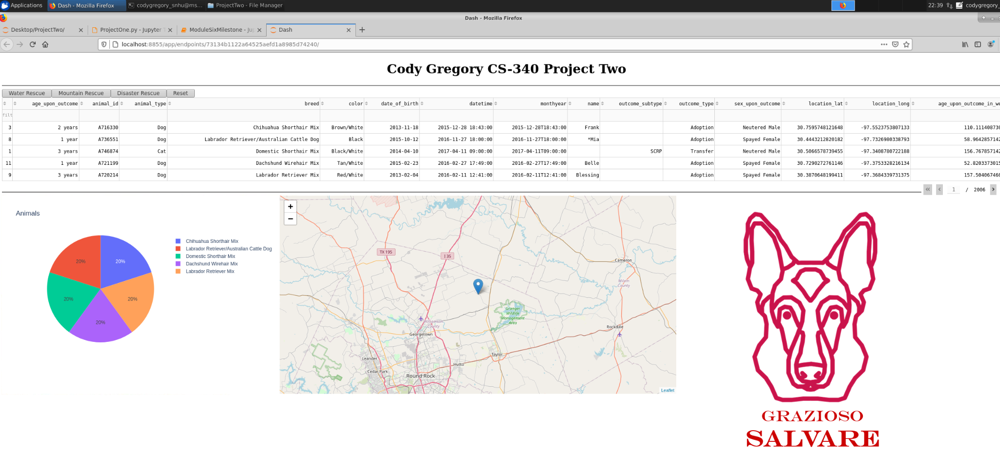 Applications Dash - Mozilla Firefox codygregory_snhu@ms... ProjectTwo - File Manager 22:39 codygregory_
Dash - Mozilla Firefox
Desktop/ProjectTwo/ ProjectOne.py - Jupyter ModuleSixMilestone - Ju Dash
localhost:8855/app/endpoints/73134b1122a64525aefd1a8985d74240/
Cody Gregory CS-340 Project Two
Water Rescue Mountain Rescue Disaster Rescue Reset
age_upon_outcome animal_id animal_type breed color date_of_birth datetime monthyear name outcome_subtype outcome_type sex_upon_outcome location_lat location_long age_upon_outcome_in_we
filt
3 2 years A716330 Dog Chihuahua Shorthair Mix Brown/White 2013-11-18 2015-12-28 18:43:00 2015-12-28T18:43:00 Frank Adoption Neutered Male 30.7595748121648 -97.5523753807133 110.111408730
8 1 year A736551 Dog Labrador Retriever/Australian Cattle Dog Black 2015-10-12 2016-11-27 18:00:00 2016-11-27T18:00:00 *Mia Adoption Spayed Female 30.4443212820182 -97.7326980338793 58.9642857142
1 3 years A746874 Cat Domestic Shorthair Mix Black/White 2014-04-10 2017-04-11 09:00:00 2017-04-11T09:00:00 SCRP Transfer Neutered Male 30.5066578739455 -97.3408780722188 156.767857142
11 1 year A721199 Dog Dachshund Wirehair Mix Tan/White 2015-02-23 2016-02-27 17:49:00 2016-02-27T17:49:00 Belle Adoption Spayed Female 30.7290272761146 -97.3753328216134 52.8203373015
9 3 years A720214 Dog Labrador Retriever Mix Red/White 2013-02-04 2016-02-11 12:41:00 2016-02-11T12:41:00 Blessing Adoption Spayed Female 30.3870648199411 -97.3684339731375 157.504067460
1 / 2006
Animals
20%
20%
20%
20%
20%
Chihuahua Shorthair Mix
Labrador Retriever/Australian Cattle Dog
Domestic Shorthair Mix
Dachshund Wirehair Mix
Labrador Retriever Mix
+
−
TX 195
I 35
Cameron
Milam
County
Granger
Wildlife
Management
Area
Williamson
County
Georgetown
Rockdale
Taylor
Leander
Hutto
Cedar Park
Round Rock
Leaflet
GRAZIOSO
SALVARE